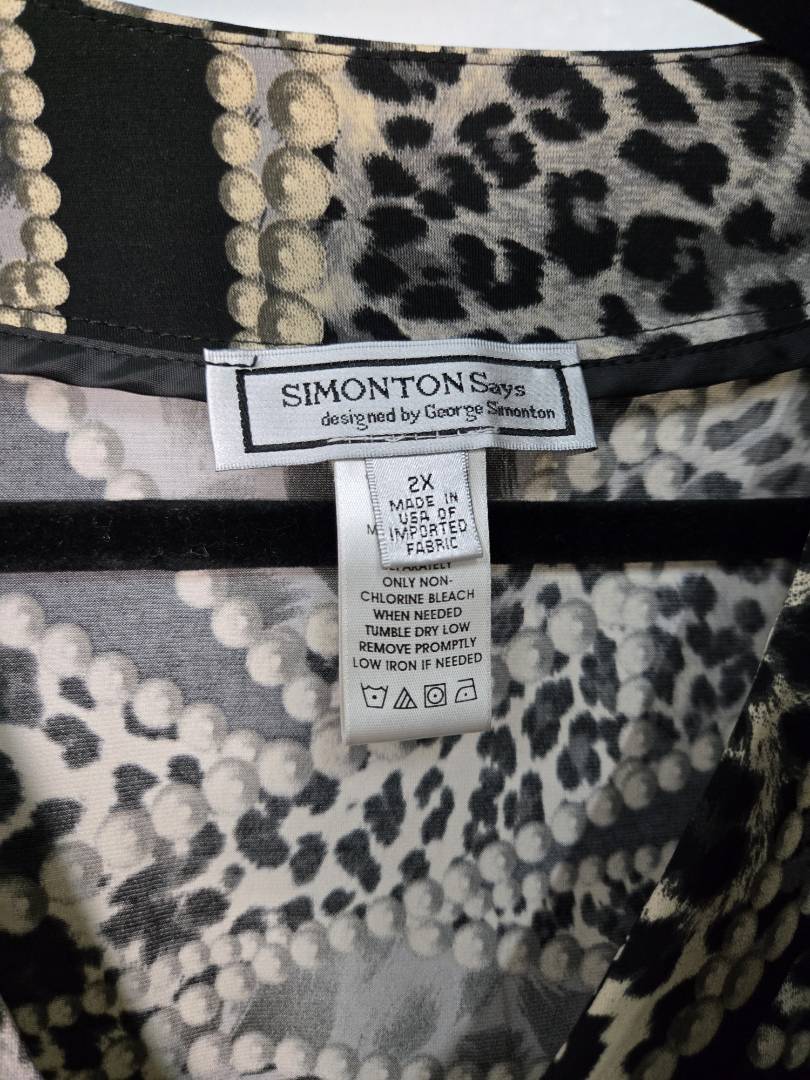 SIMONTON Says
designed by George Simonton
2X
MADE IN
USA OF
IMPORTED
FABRIC
ONLY NON-
CHLORINE BLEACH
WHEN NEEDED
TUMBLE DRY LOW
REMOVE PROMPTLY
LOW IRON IF NEEDED